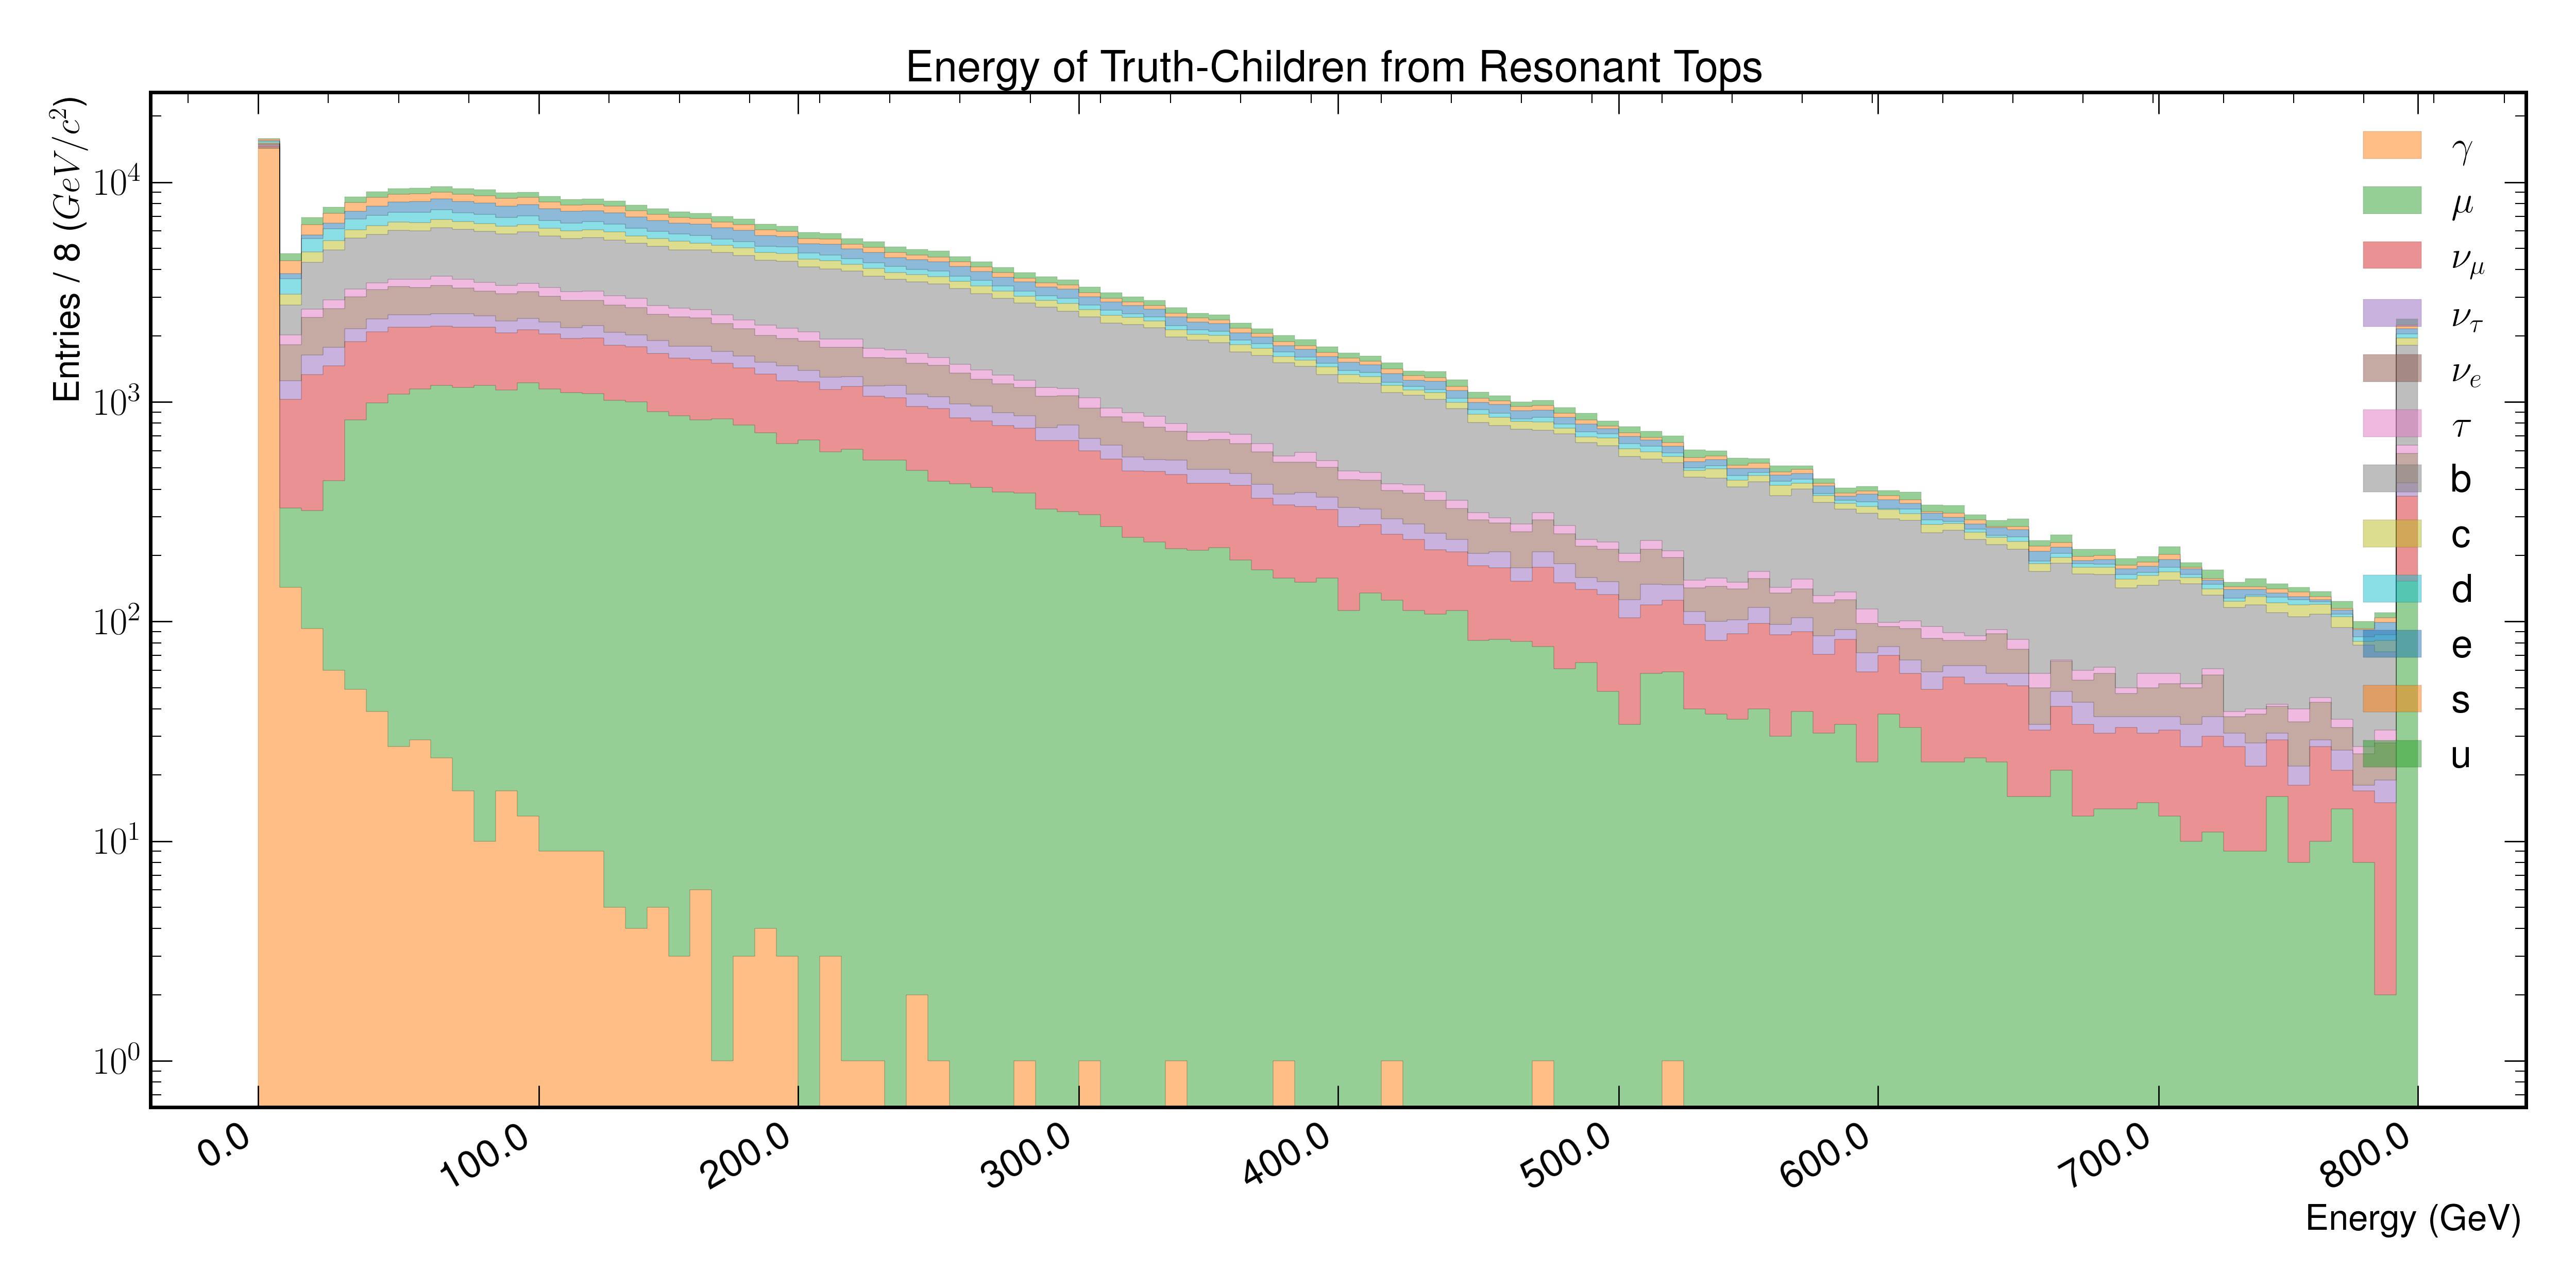 Energy of Truth-Children from Resonant Tops
Entries / 8 (GeV/c²)
10⁴
10³
10²
10¹
10⁰
γ
μ
ν_μ
ν_τ
ν_e
τ
b
c
d
e
s
u
0.0 100.0 200.0 300.0 400.0 500.0 600.0 700.0 800.0
Energy (GeV)